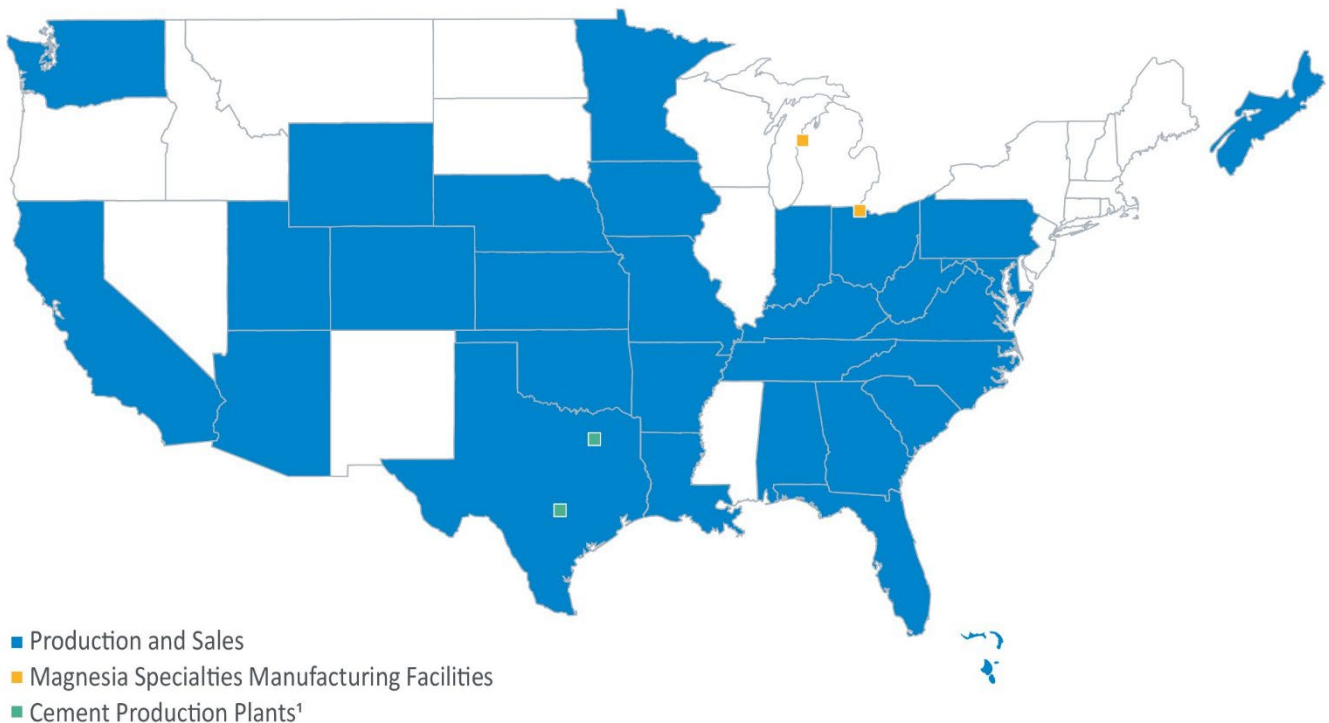 Production and Sales
Magnesia Specialties Manufacturing Facilities
Cement Production Plants¹